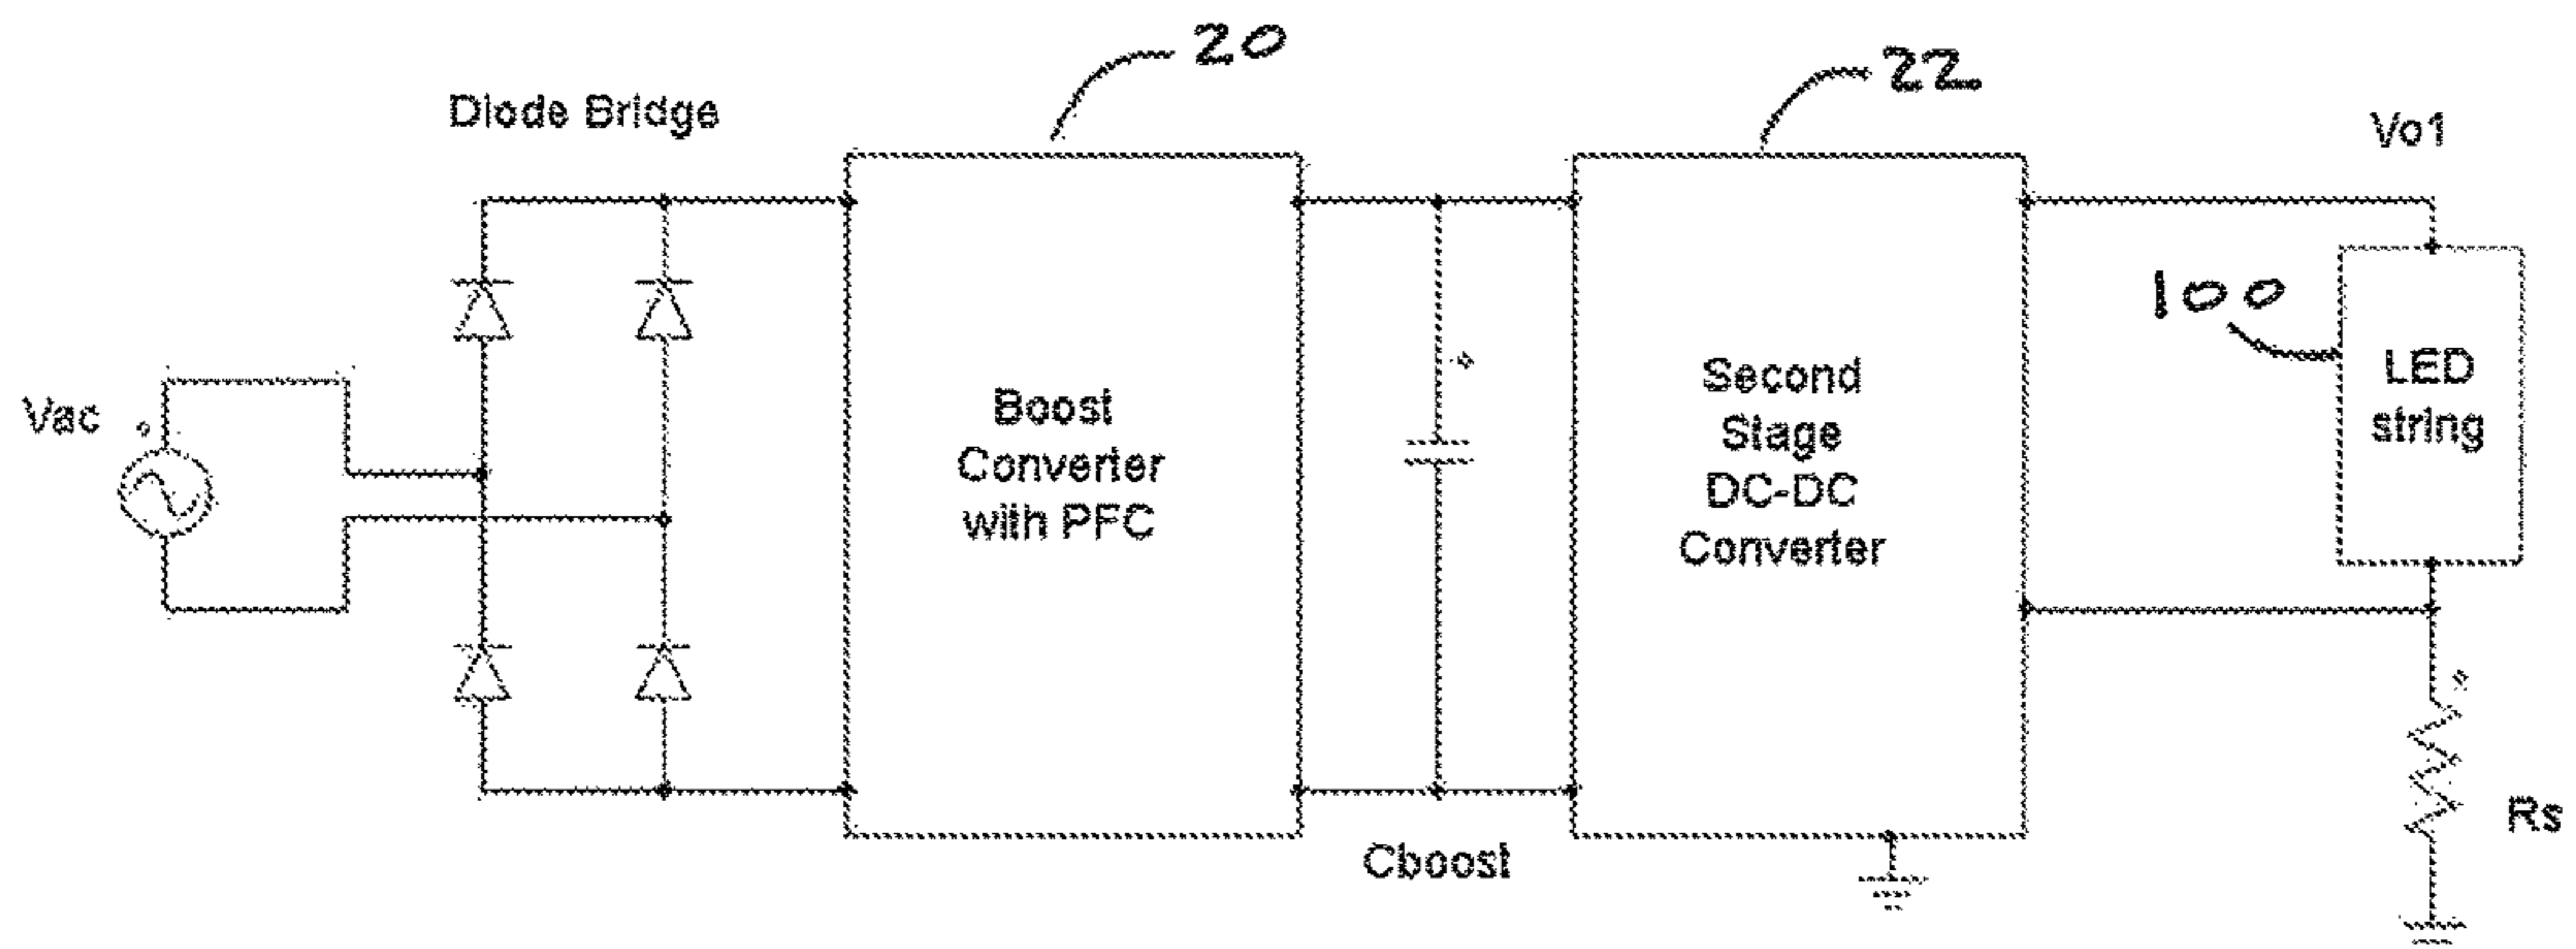 20
22
Diode Bridge
Vo1
100
LED
string
Vac
Boost
Converter
with PFC
Second
Stage
DC-DC
Converter
Rs
Cboost